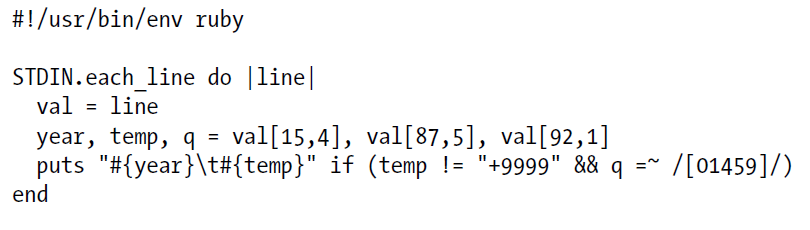 #!/usr/bin/env ruby
STDIN.each_line do |line|
  val = line
  year, temp, q = val[15,4], val[87,5], val[92,1]
  puts "#{year}\t#{temp}" if (temp != "+9999" && q =~ /[01459]/)
end